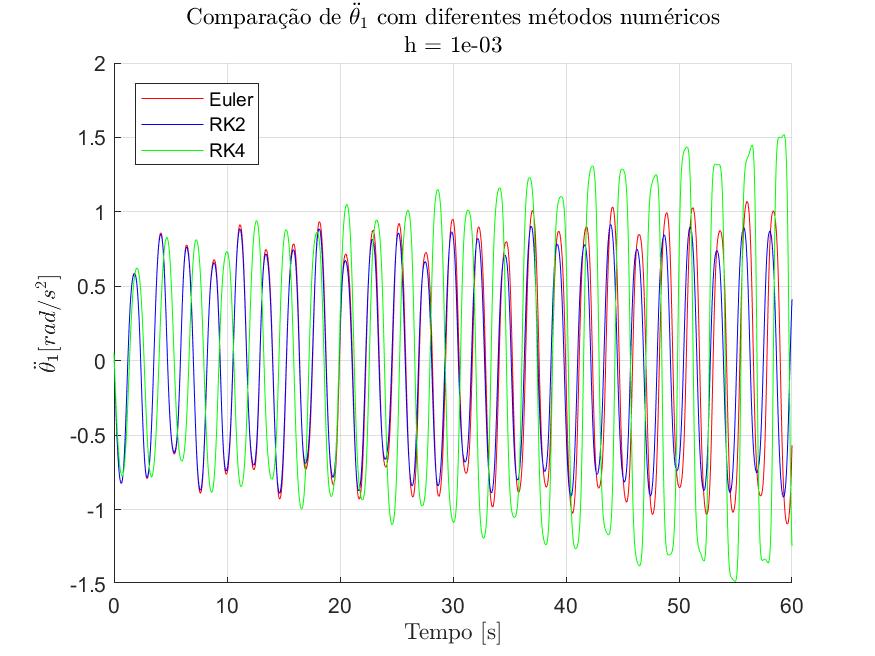 Comparação de θ̈₁ com diferentes métodos numéricos
h = 1e-03
Euler
RK2
RK4
2
1.5
1
0.5
0
-0.5
-1
-1.5
θ̈₁[rad/s²]
0 10 20 30 40 50 60
Tempo [s]